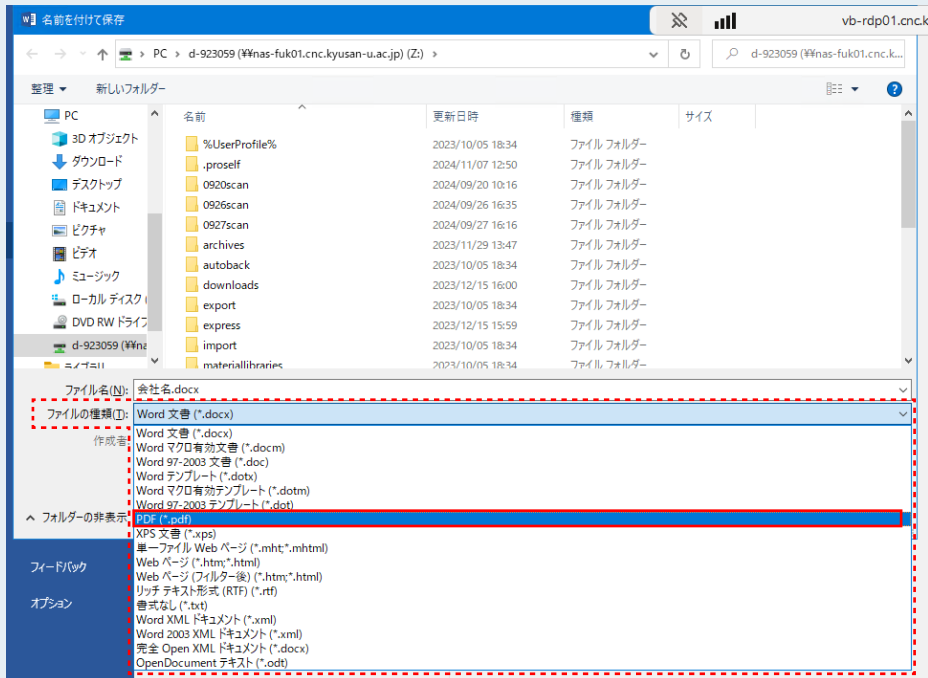 名前を付けて保存
vb-rdp01.cnc.k
PC › d-923059 (¥¥nas-fuk01.cnc.kyusan-u.ac.jp) (Z:) ›
d-923059 (¥¥nas-fuk01.cnc.k...
整理 新しいフォルダー
PC
3D オブジェクト
ダウンロード
デスクトップ
ドキュメント
ピクチャ
ビデオ
ミュージック
ローカル ディスク (
DVD RW ドライブ
d-923059 (¥¥na
ライブラリ
名前 更新日時 種類 サイズ
%UserProfile% 2023/10/05 18:34 ファイル フォルダー
.proself 2024/11/07 12:50 ファイル フォルダー
0920scan 2024/09/20 10:16 ファイル フォルダー
0926scan 2024/09/26 16:35 ファイル フォルダー
0927scan 2024/09/27 16:16 ファイル フォルダー
archives 2023/11/29 13:47 ファイル フォルダー
autoback 2023/10/05 18:34 ファイル フォルダー
downloads 2023/12/15 16:00 ファイル フォルダー
export 2023/10/05 18:34 ファイル フォルダー
express 2023/12/15 15:59 ファイル フォルダー
import 2023/10/05 18:34 ファイル フォルダー
materiallibraries 2023/10/05 18:34 ファイル フォルダー
ファイル名(N): 会社名.docx
ファイルの種類(T): Word 文書 (*.docx)
作成者:
フォルダーの非表示
Word 文書 (*.docx)
Word マクロ有効文書 (*.docm)
Word 97-2003 文書 (*.doc)
Word テンプレート (*.dotx)
Word マクロ有効テンプレート (*.dotm)
Word 97-2003 テンプレート (*.dot)
PDF (*.pdf)
XPS 文書 (*.xps)
単一ファイル Web ページ (*.mht;*.mhtml)
Web ページ (*.htm;*.html)
Web ページ (フィルター後) (*.htm;*.html)
リッチ テキスト形式 (RTF) (*.rtf)
書式なし (*.txt)
Word XML ドキュメント (*.xml)
Word 2003 XML ドキュメント (*.xml)
完全 Open XML ドキュメント (*.docx)
OpenDocument テキスト (*.odt)
フィードバック
オプション